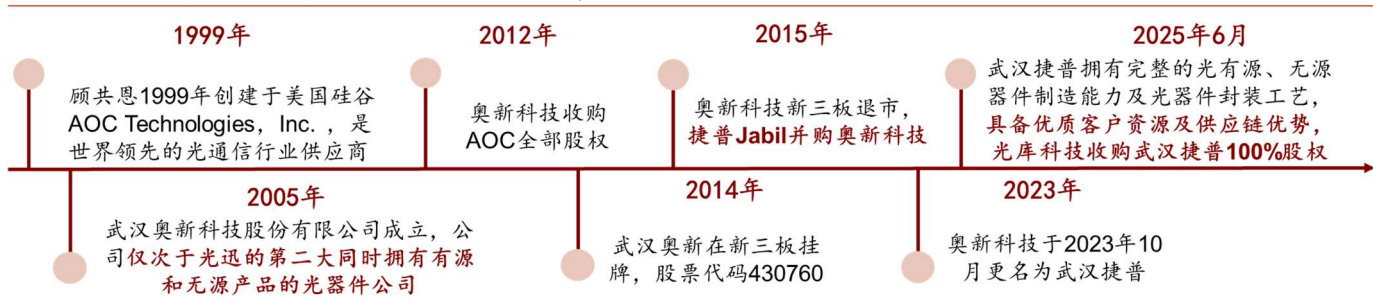 1999年
顾共恩1999年创建于美国硅谷
AOC Technologies, Inc. ，是
世界领先的光通信行业供应商
2005年
武汉奥新科技股份有限公司成立，公
司仅次于光迅的第二大同时拥有有源
和无源产品的光器件公司
2012年
奥新科技收购
AOC全部股权
2014年
武汉奥新在新三板挂
牌，股票代码430760
2015年
奥新科技新三板退市，
捷普Jabil并购奥新科技
2023年
奥新科技于2023年10
月更名为武汉捷普
2025年6月
武汉捷普拥有完整的光有源、无源
器件制造能力及光器件封装工艺，
具备优质客户资源及供应链优势，
光库科技收购武汉捷普100%股权